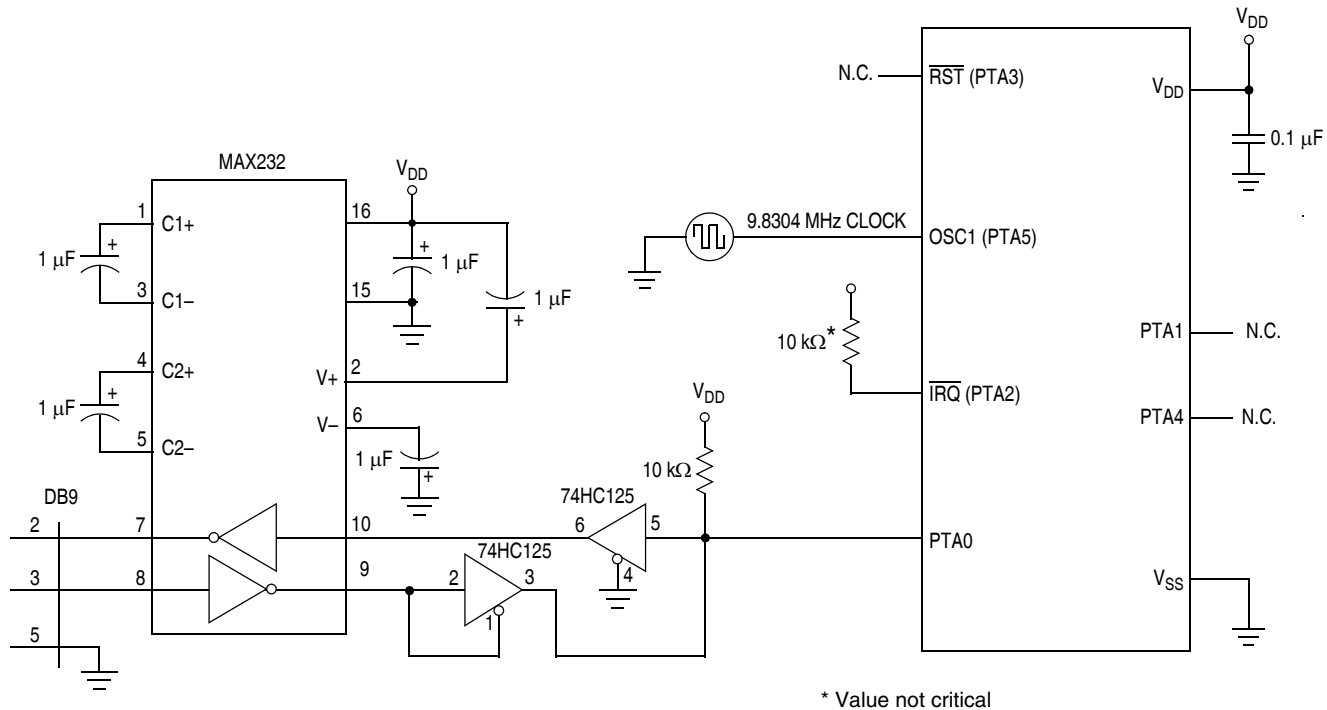 V_DD
N.C.
RST (PTA3)
V_DD
0.1 μF
MAX232
V_DD
1
C1+
16
1 μF
+
+
1 μF
9.8304 MHz CLOCK
OSC1 (PTA5)
3
C1–
15
1 μF
+
10 kΩ*
PTA1
N.C.
4
C2+
V+
2
1 μF
+
V_DD
IRQ (PTA2)
PTA4
N.C.
5
C2–
V–
6
1 μF
+
10 kΩ
DB9
74HC125
2
7
10
6
5
4
PTA0
74HC125
3
8
9
2
3
1
V_SS
5
* Value not critical